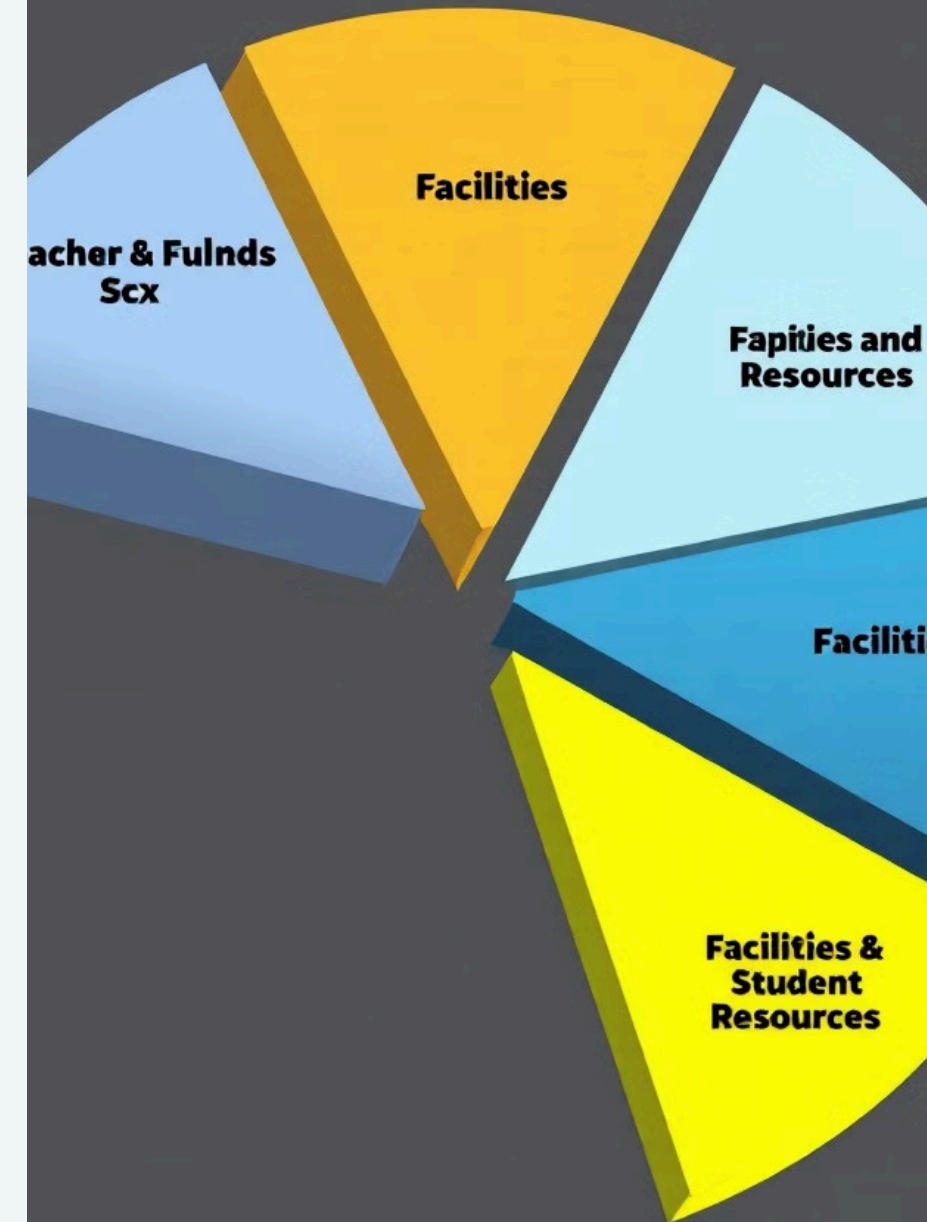 Facilities
acher & Fulnds
Scx
Fapities and
Resources
Faciliti
Facilities &
Student
Resources